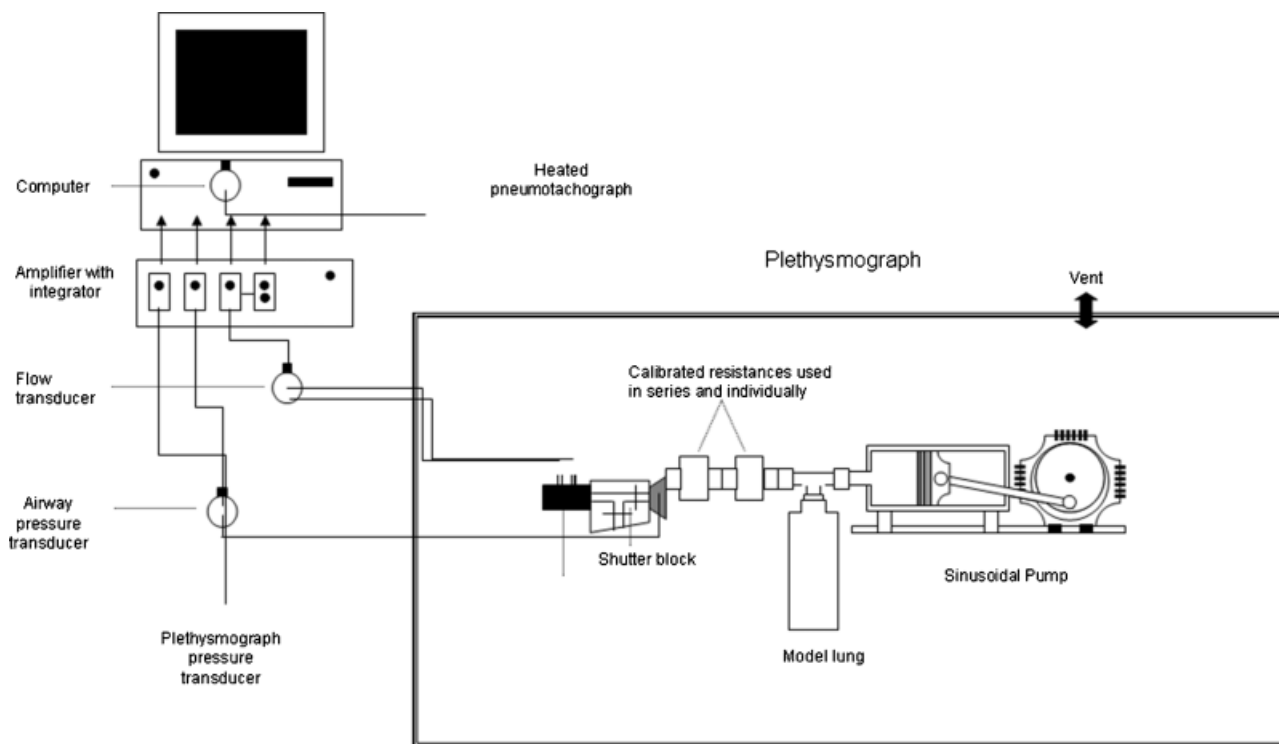 Computer
Heated
pneumotachograph
Amplifier with
integrator
Plethysmograph
Vent
Flow
transducer
Calibrated resistances used
in series and individually
Airway
pressure
transducer
Shutter block
Sinusoidal Pump
Model lung
Plethysmograph
pressure
transducer